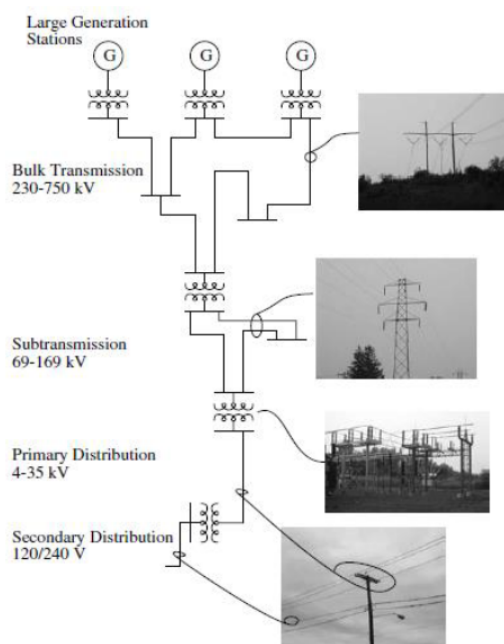 Large Generation
Stations
G
G
G
Bulk Transmission
230-750 kV
Subtransmission
69-169 kV
Primary Distribution
4-35 kV
Secondary Distribution
120/240 V